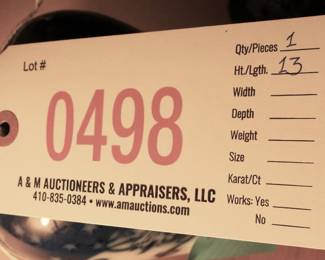 Lot #
0498
A & M AUCTIONEERS & APPRAISERS, LLC
410-835-0384 • www.amauctions.com
Qty/Pieces 1
Ht./Lgth. 13
Width
Depth
Weight
Size
Karat/Ct
Works: Yes
No